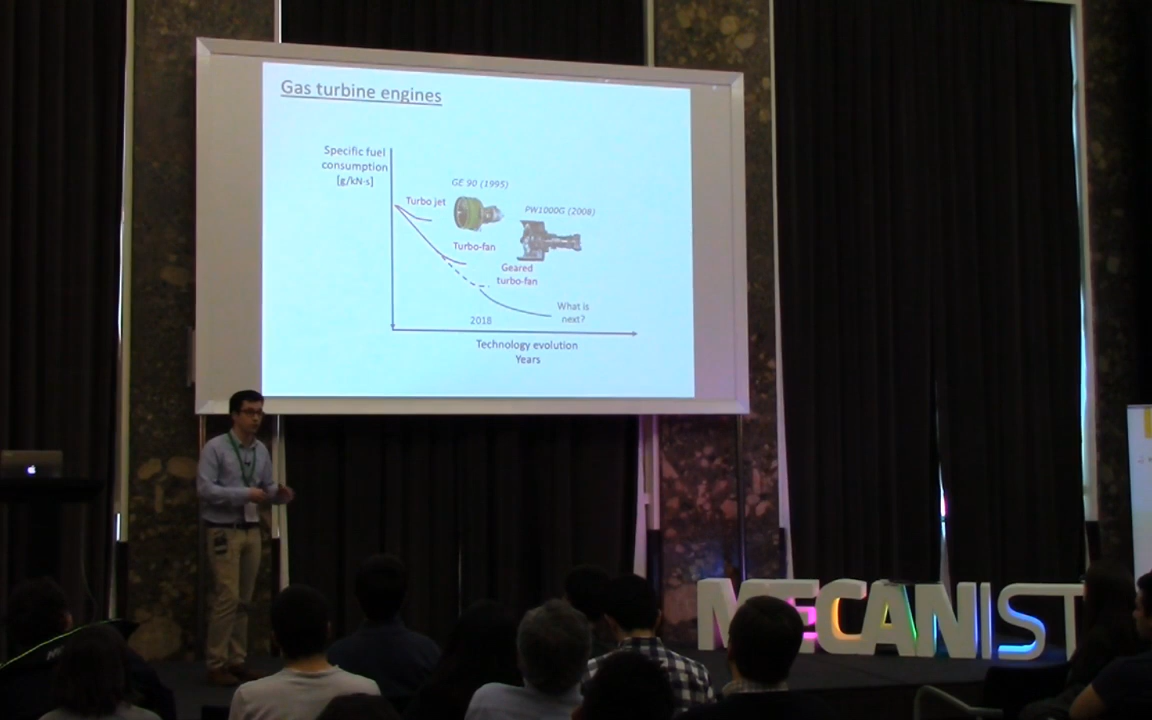 Gas turbine engines
Specific fuel
consumption
[g/kN·s]
GE 90 (1995)
Turbo jet
PW1000G (2008)
Turbo-fan
Geared
turbo-fan
What is
next?
2018
Technology evolution
Years
MECANIST